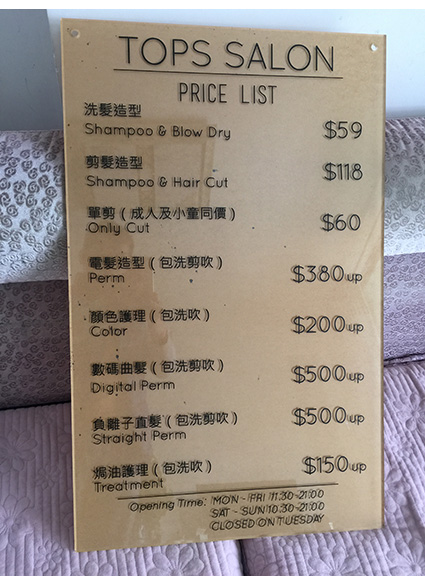 TOPS SALON
PRICE LIST
洗髮造型
Shampoo & Blow Dry $59
剪髮造型
Shampoo & Hair Cut $118
單剪（成人及小童同價）
Only Cut $60
電髮造型（包洗剪吹）
Perm $380up
顏色護理（包洗吹）
Color $200up
數碼曲髮（包洗剪吹）
Digital Perm $500up
負離子直髮（包洗剪吹）
Straight Perm $500up
焗油護理（包洗吹）
Treatment $150up
Opening Time: MON - FRI 11:30-21:00
SAT - SUN 10:30-21:00
CLOSED ON TUESDAY